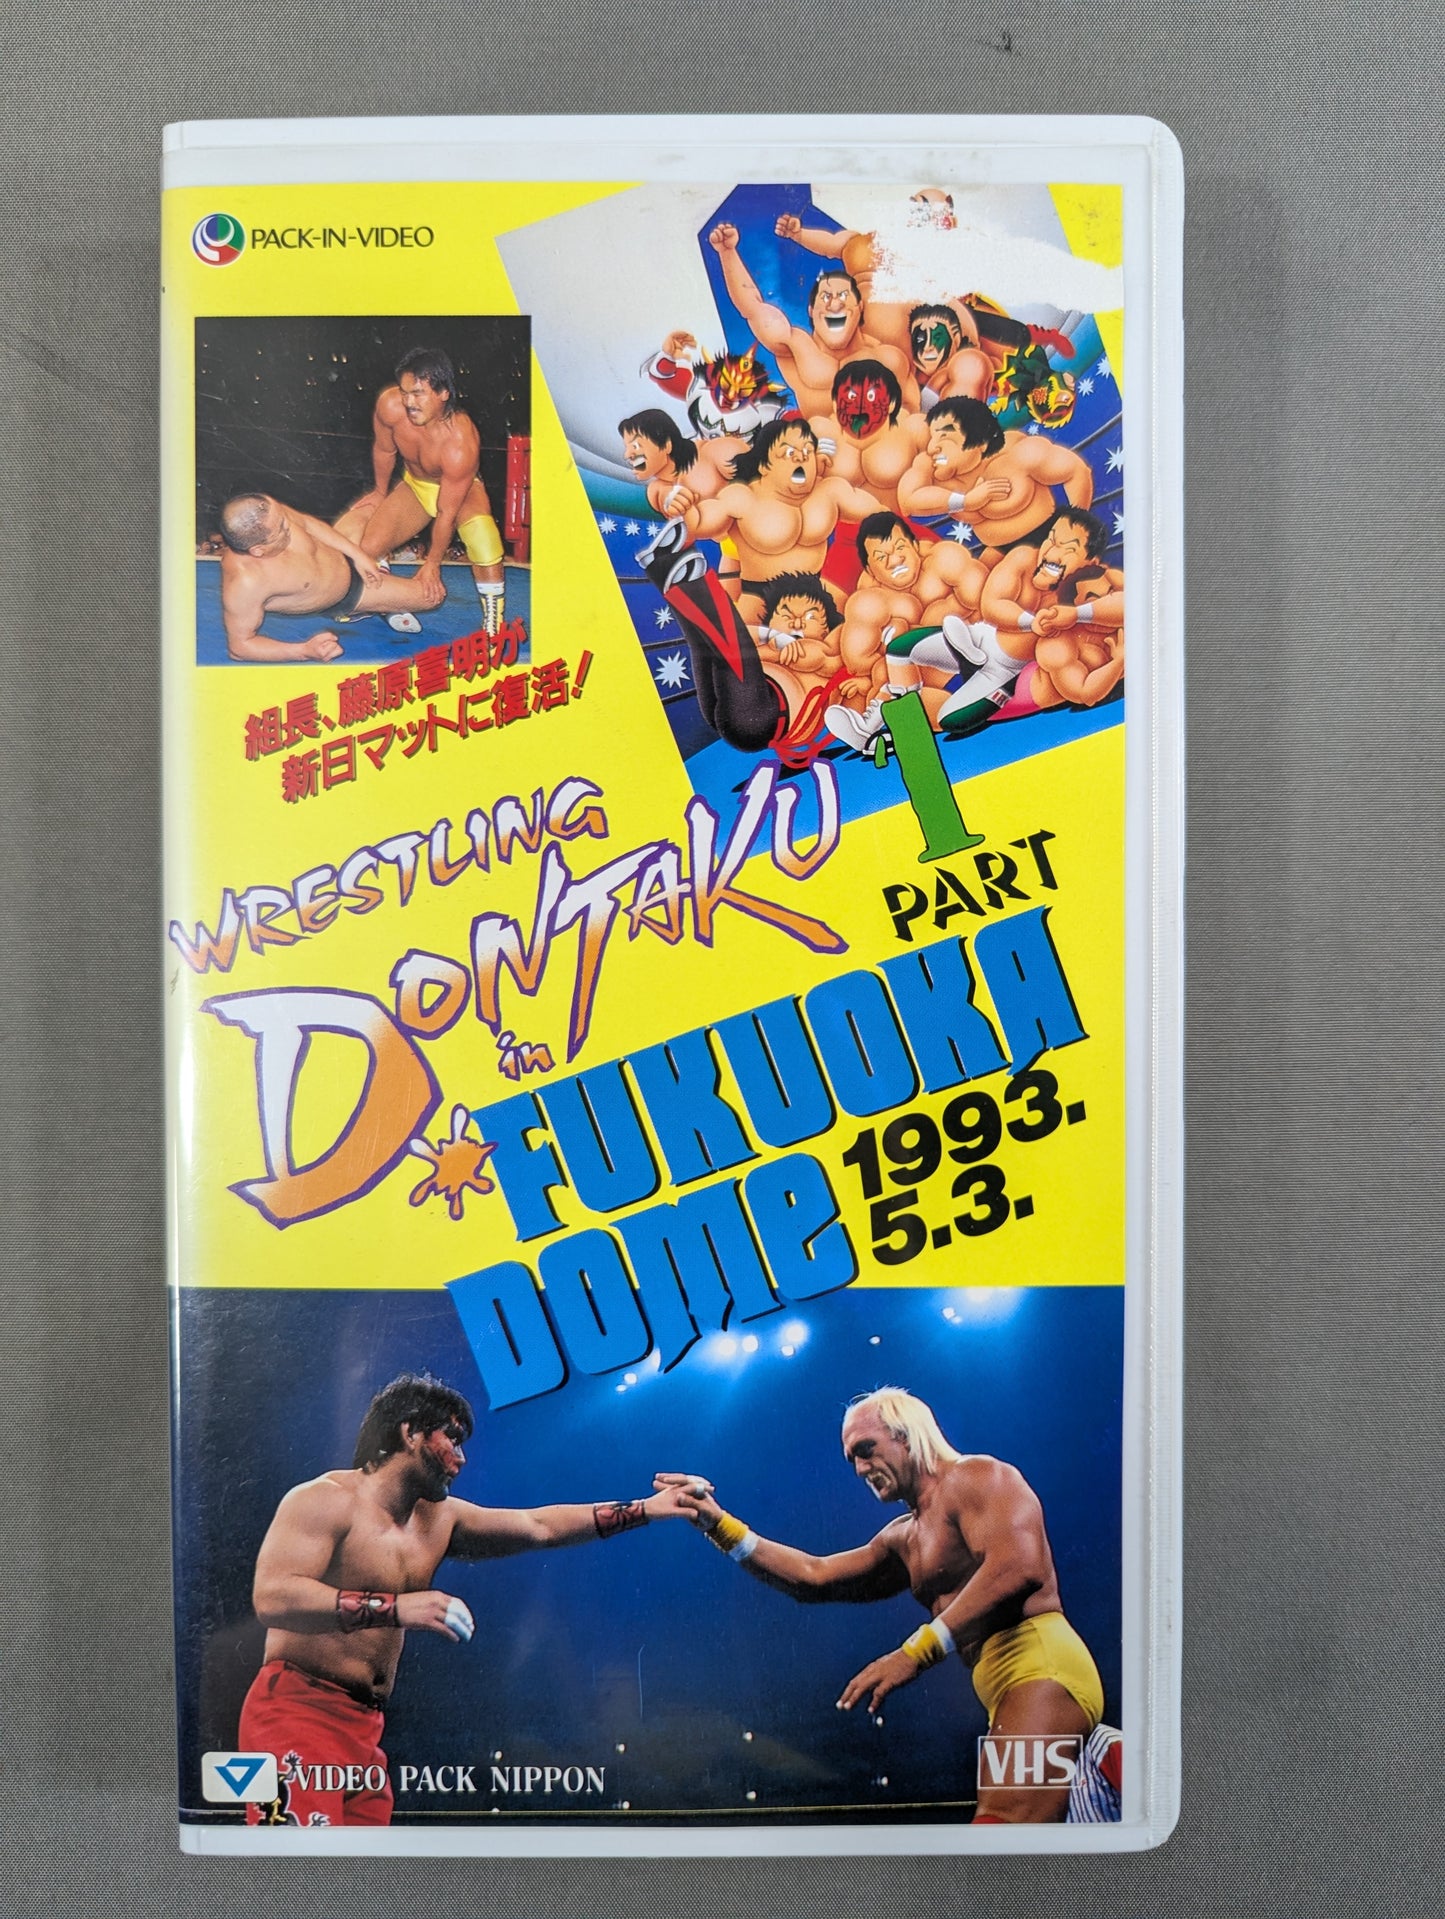 PACK-IN-VIDEO
組長、藤原喜明が
新日マットに復活!
WRESTLING
DONTAKU
in
1
PART
FUKUOKA
DOME
1993.
5.3.
VIDEO PACK NIPPON
VHS